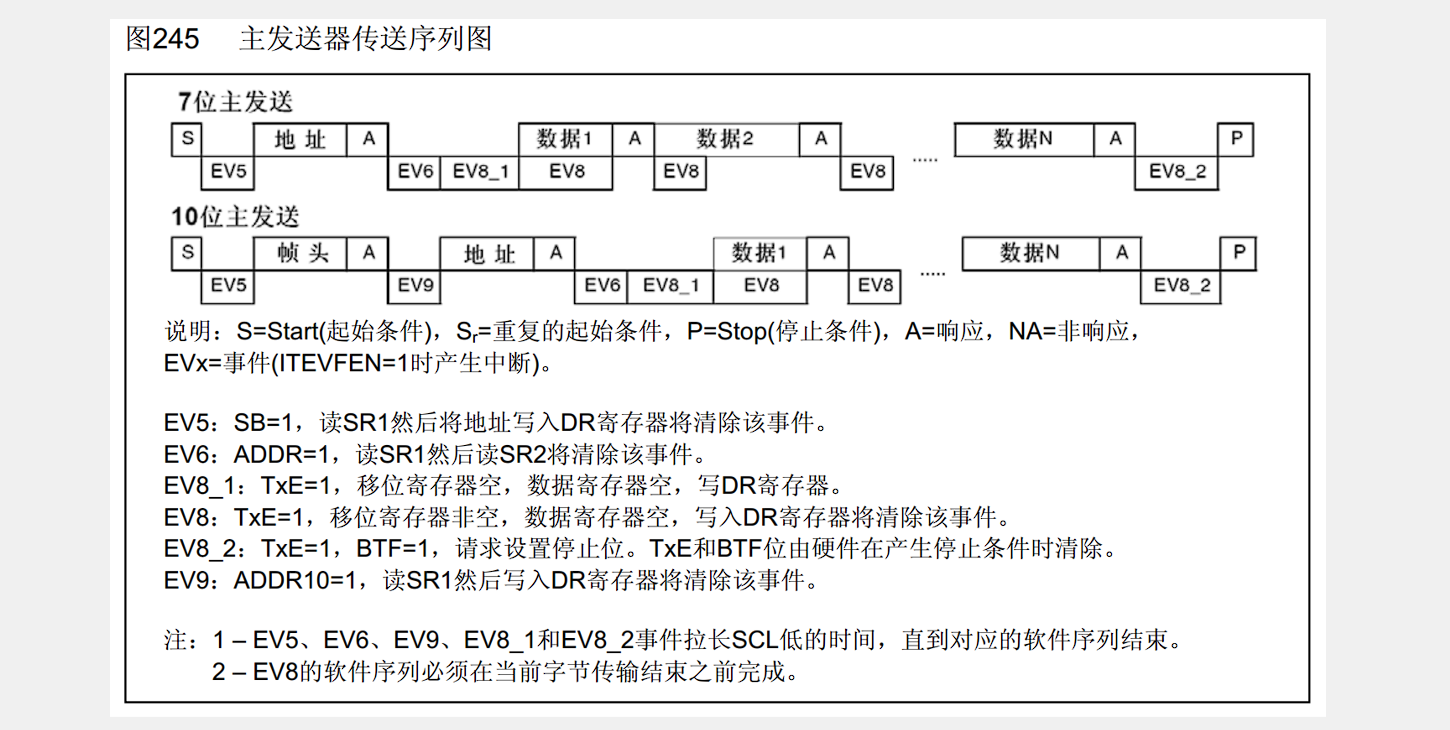 图245 主发送器传送序列图
7位主发送
S 地址 A 数据1 A 数据2 A ..... 数据N A P
EV5 EV6 EV8_1 EV8 EV8 EV8 EV8_2
10位主发送
S 帧头 A 地址 A 数据1 A ..... 数据N A P
EV5 EV9 EV6 EV8_1 EV8 EV8 EV8_2
说明：S=Start(起始条件)，Sr=重复的起始条件，P=Stop(停止条件)，A=响应，NA=非响应，
EVx=事件(ITEVFEN=1时产生中断)。
EV5：SB=1，读SR1然后将地址写入DR寄存器将清除该事件。
EV6：ADDR=1，读SR1然后读SR2将清除该事件。
EV8_1：TxE=1，移位寄存器空，数据寄存器空，写DR寄存器。
EV8：TxE=1，移位寄存器非空，数据寄存器空，写入DR寄存器将清除该事件。
EV8_2：TxE=1，BTF=1，请求设置停止位。TxE和BTF位由硬件在产生停止条件时清除。
EV9：ADDR10=1，读SR1然后写入DR寄存器将清除该事件。
注：1 – EV5、EV6、EV9、EV8_1和EV8_2事件拉长SCL低的时间，直到对应的软件序列结束。
2 – EV8的软件序列必须在当前字节传输结束之前完成。